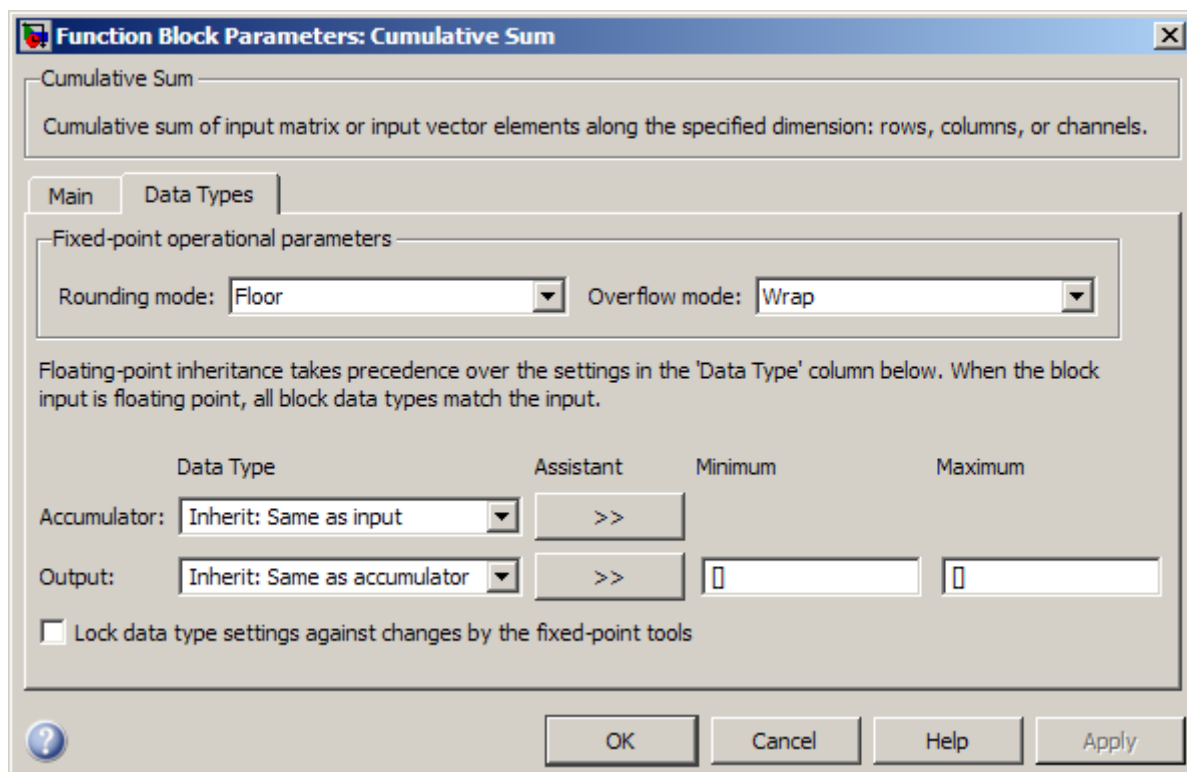 Function Block Parameters: Cumulative Sum
Cumulative Sum
Cumulative sum of input matrix or input vector elements along the specified dimension: rows, columns, or channels.
Main Data Types
Fixed-point operational parameters
Rounding mode: Floor Overflow mode: Wrap
Floating-point inheritance takes precedence over the settings in the 'Data Type' column below. When the block
input is floating point, all block data types match the input.
Data Type Assistant Minimum Maximum
Accumulator: Inherit: Same as input >>
Output: Inherit: Same as accumulator >> [] []
Lock data type settings against changes by the fixed-point tools
? OK Cancel Help Apply